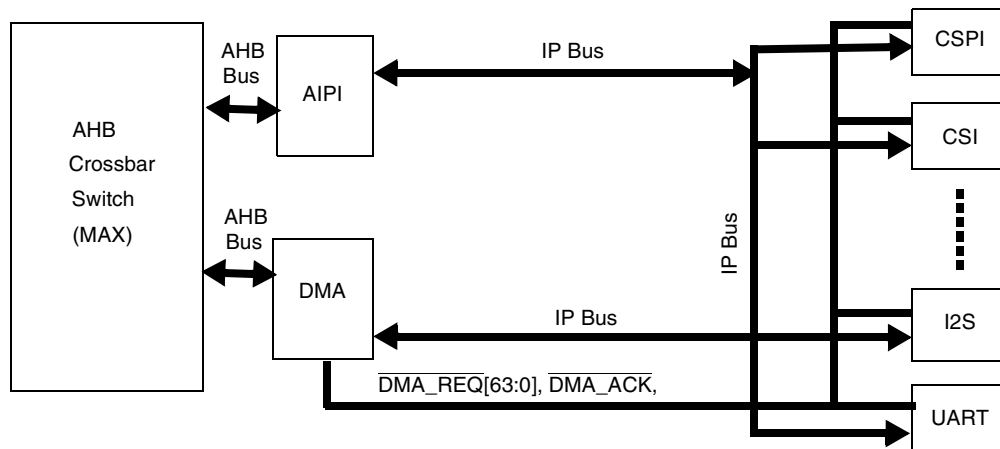 AHB
Crossbar
Switch
(MAX)
AHB
Bus
AIPI
IP Bus
AHB
Bus
DMA
IP Bus
IP Bus
DMA_REQ[63:0], DMA_ACK,
CSPI
CSI
I2S
UART